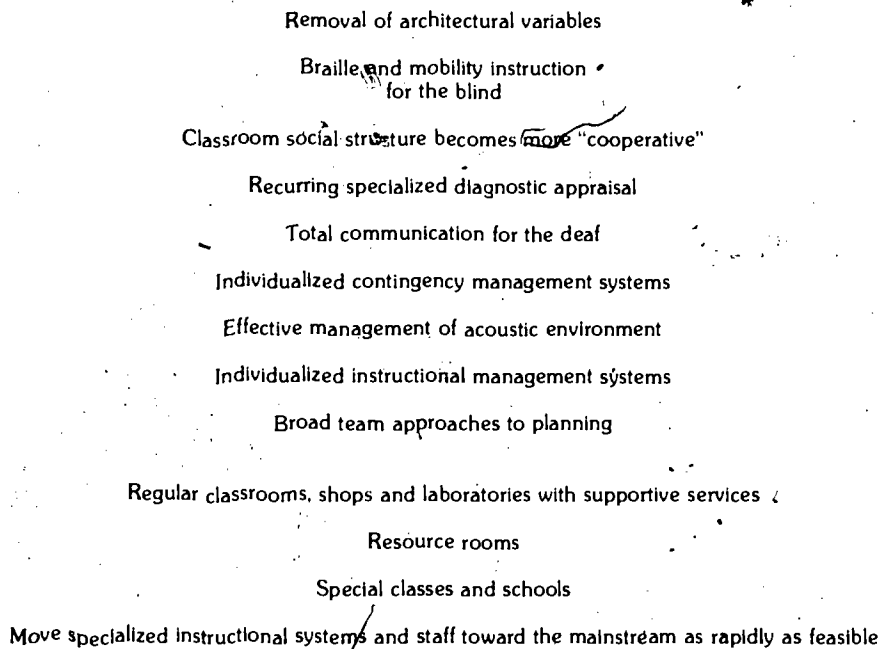 Removal of architectural variables
Braille and mobility instruction
for the blind
Classroom social structure becomes more "cooperative"
Recurring specialized diagnostic appraisal
Total communication for the deaf
Individualized contingency management systems
Effective management of acoustic environment
Individualized instructional management systems
Broad team approaches to planning
Regular classrooms, shops and laboratories with supportive services
Resource rooms
Special classes and schools
Move specialized instructional systems and staff toward the mainstream as rapidly as feasible